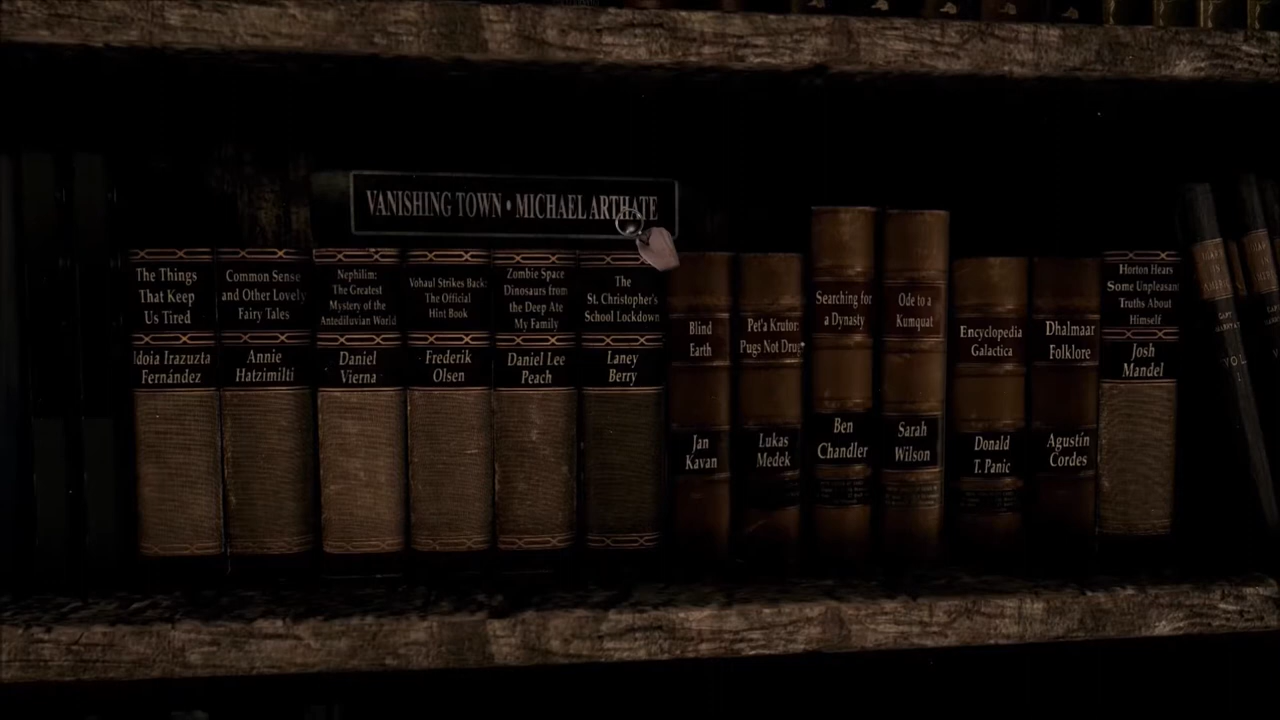 VANISHING TOWN • MICHAEL ARTHATE
The Things
That Keep
Us Tired
Idoia Irazuzta
Fernández
Common Sense
and Other Lovely
Fairy Tales
Annie
Hatzimilti
Nephilim:
The Greatest
Mystery of the
Antediluvian World
Daniel
Vierna
Vohaul Strikes Back:
The Official
Hint Book
Frederik
Olsen
Zombie Space
Dinosaurs from
the Deep Ate
My Family
Daniel Lee
Peach
The
St. Christopher's
School Lockdown
Laney
Berry
Blind
Earth
Jan
Kavan
Pet'a Kruton:
Pugs Not Drugs
Lukas
Medek
Searching for
a Dynasty
Ben
Chandler
Ode to a
Kumquat
Sarah
Wilson
Encyclopedia
Galactica
Donald
T. Panic
Dhalmaar
Folklore
Agustín
Cordes
Horton Hears
Some Unpleasant
Truths About
Himself
Josh
Mandel
VOL